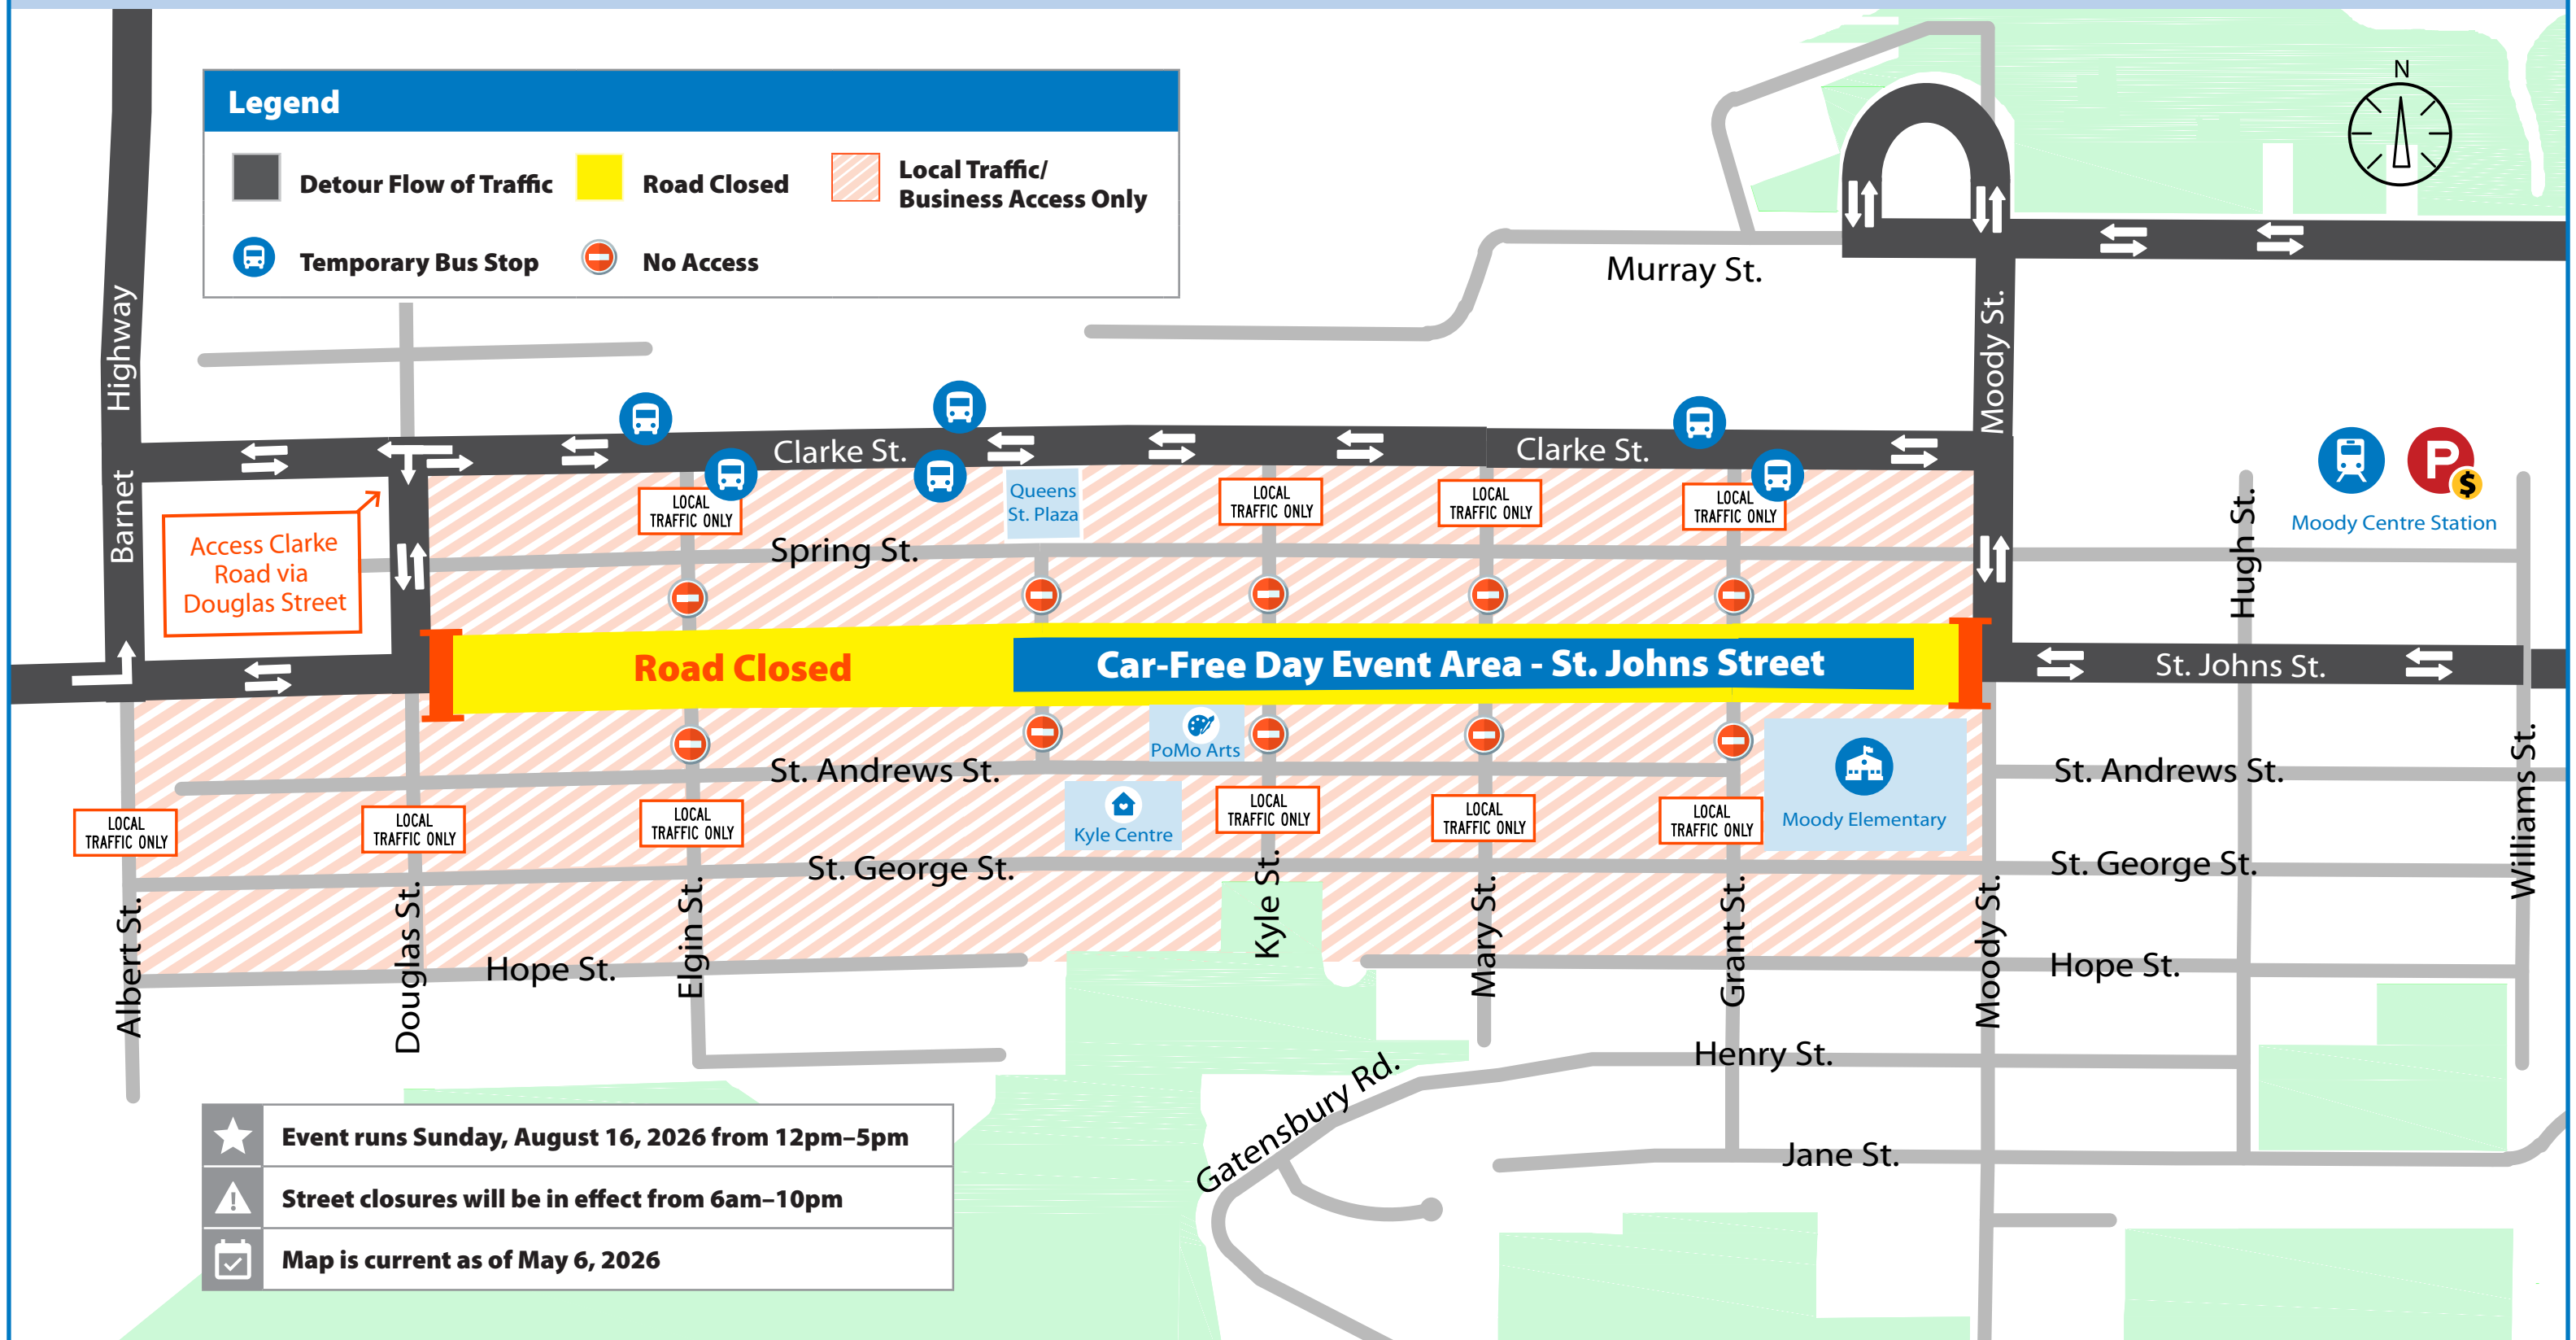 Legend
Detour Flow of Traffic
Road Closed
Local Traffic/
Business Access Only
Temporary Bus Stop
No Access
N
Murray St.
Barnet Highway
Moody St.
Clarke St.
Clarke St.
Queens
St. Plaza
LOCAL
TRAFFIC ONLY
LOCAL
TRAFFIC ONLY
LOCAL
TRAFFIC ONLY
LOCAL
TRAFFIC ONLY
P
$
Moody Centre Station
Access Clarke
Road via
Douglas Street
Spring St.
Hugh St.
Road Closed
Car-Free Day Event Area - St. Johns Street
St. Johns St.
PoMo Arts
St. Andrews St.
St. Andrews St.
Kyle Centre
Moody Elementary
LOCAL
TRAFFIC ONLY
LOCAL
TRAFFIC ONLY
LOCAL
TRAFFIC ONLY
LOCAL
TRAFFIC ONLY
LOCAL
TRAFFIC ONLY
LOCAL
TRAFFIC ONLY
Williams St.
St. George St.
St. George St.
Albert St.
Douglas St.
Elgin St.
Kyle St.
Mary St.
Grant St.
Moody St.
Hope St.
Hope St.
Henry St.
Gatensbury Rd.
Jane St.
Event runs Sunday, August 16, 2026 from 12pm–5pm
Street closures will be in effect from 6am–10pm
Map is current as of May 6, 2026